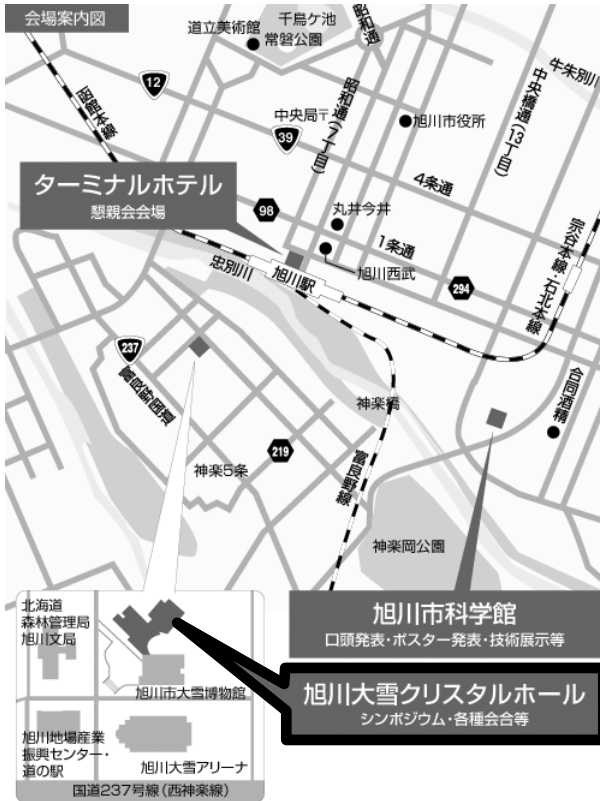 会場案内図
千鳥ケ池
道立美術館
常磐公園
昭和通
12
函館本線
中央局〒
39
昭和通(7丁目)
旭川市役所
中央橋通(13丁目)
牛朱別川
4条通
ターミナルホテル
懇親会会場
98
丸井今井
1条通
旭川西武
宗谷本線・石北本線
忠別川
旭川駅
294
237
富良野国道
合同酒精
神楽橋
219
神楽5条
富良野線
神楽岡公園
北海道
森林管理局
旭川文局
旭川市大雪博物館
旭川地場産業
振興センター・
道の駅
旭川大雪アリーナ
国道237号線(西神楽線)
旭川市科学館
口頭発表・ポスター発表・技術展示等
旭川大雪クリスタルホール
シンポジウム・各種会合等